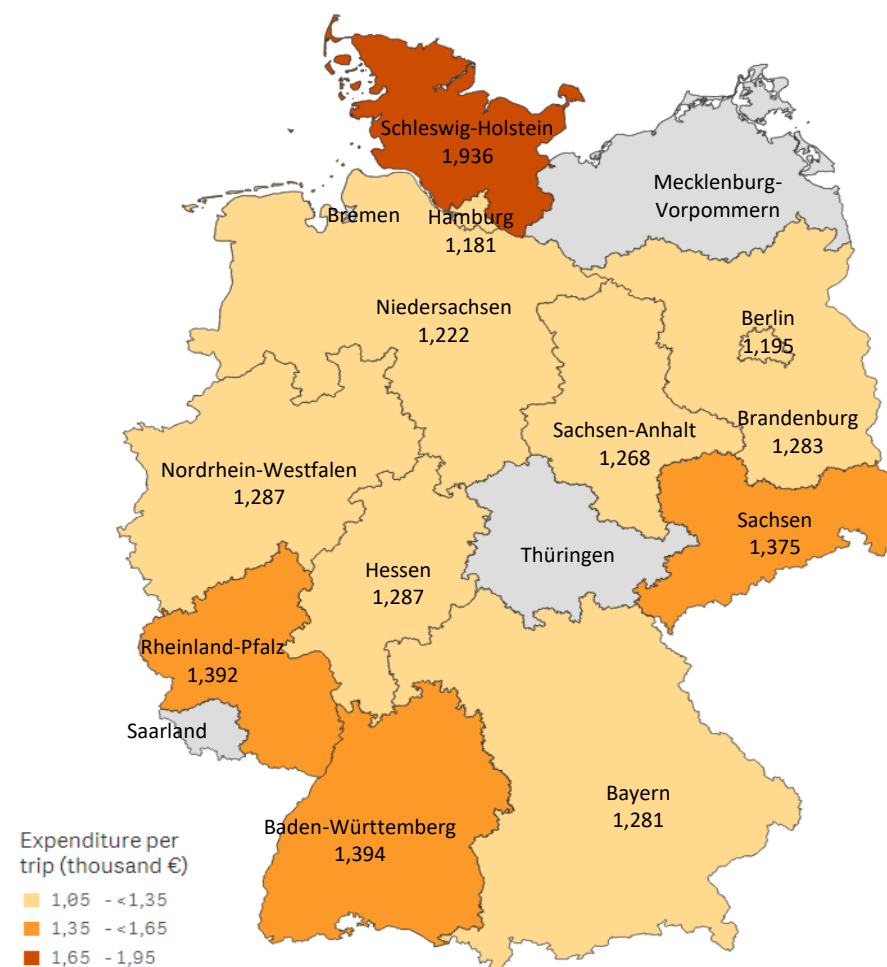 Schleswig-Holstein
1,936
Mecklenburg-
Vorpommern
Bremen
Hamburg
1,181
Niedersachsen
1,222
Berlin
1,195
Brandenburg
1,283
Sachsen-Anhalt
1,268
Nordrhein-Westfalen
1,287
Sachsen
1,375
Thüringen
Hessen
1,287
Rheinland-Pfalz
1,392
Saarland
Bayern
1,281
Baden-Württemberg
1,394
Expenditure per
trip (thousand €)
1,05 - <1,35
1,35 - <1,65
1,65 - 1,95